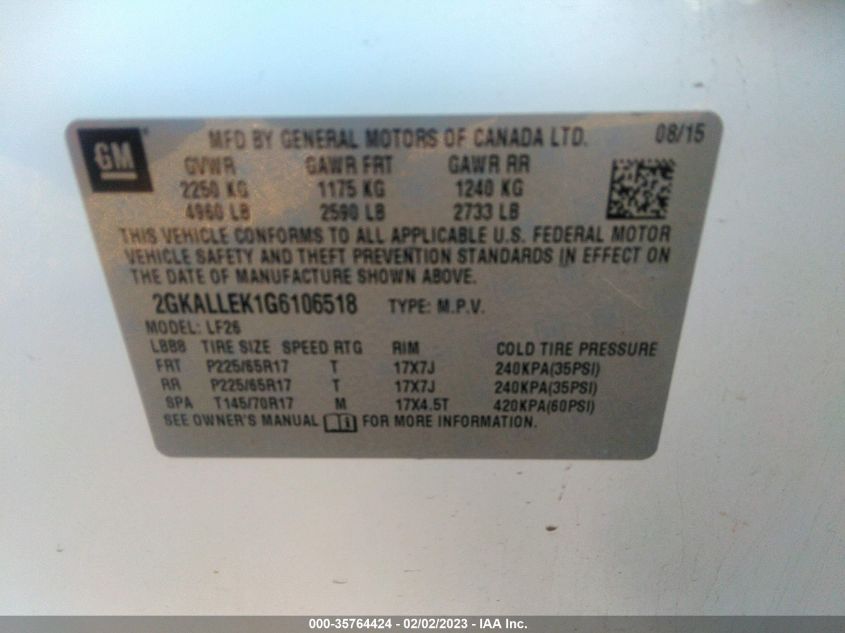 GM MFD BY GENERAL MOTORS OF CANADA LTD. 08/15
GVWR GAWR FRT GAWR RR
2250 KG 1175 KG 1240 KG
4960 LB 2590 LB 2733 LB
THIS VEHICLE CONFORMS TO ALL APPLICABLE U.S. FEDERAL MOTOR
VEHICLE SAFETY AND THEFT PREVENTION STANDARDS IN EFFECT ON
THE DATE OF MANUFACTURE SHOWN ABOVE.
2GKALLEK1G6106518 TYPE: M.P.V.
MODEL: LF26
LBB8 TIRE SIZE SPEED RTG RIM COLD TIRE PRESSURE
FRT P225/65R17 T 17X7J 240KPA(35PSI)
RR P225/65R17 T 17X7J 240KPA(35PSI)
SPA T145/70R17 M 17X4.5T 420KPA(60PSI)
SEE OWNER'S MANUAL FOR MORE INFORMATION.
000-35764424 - 02/02/2023 - IAA Inc.